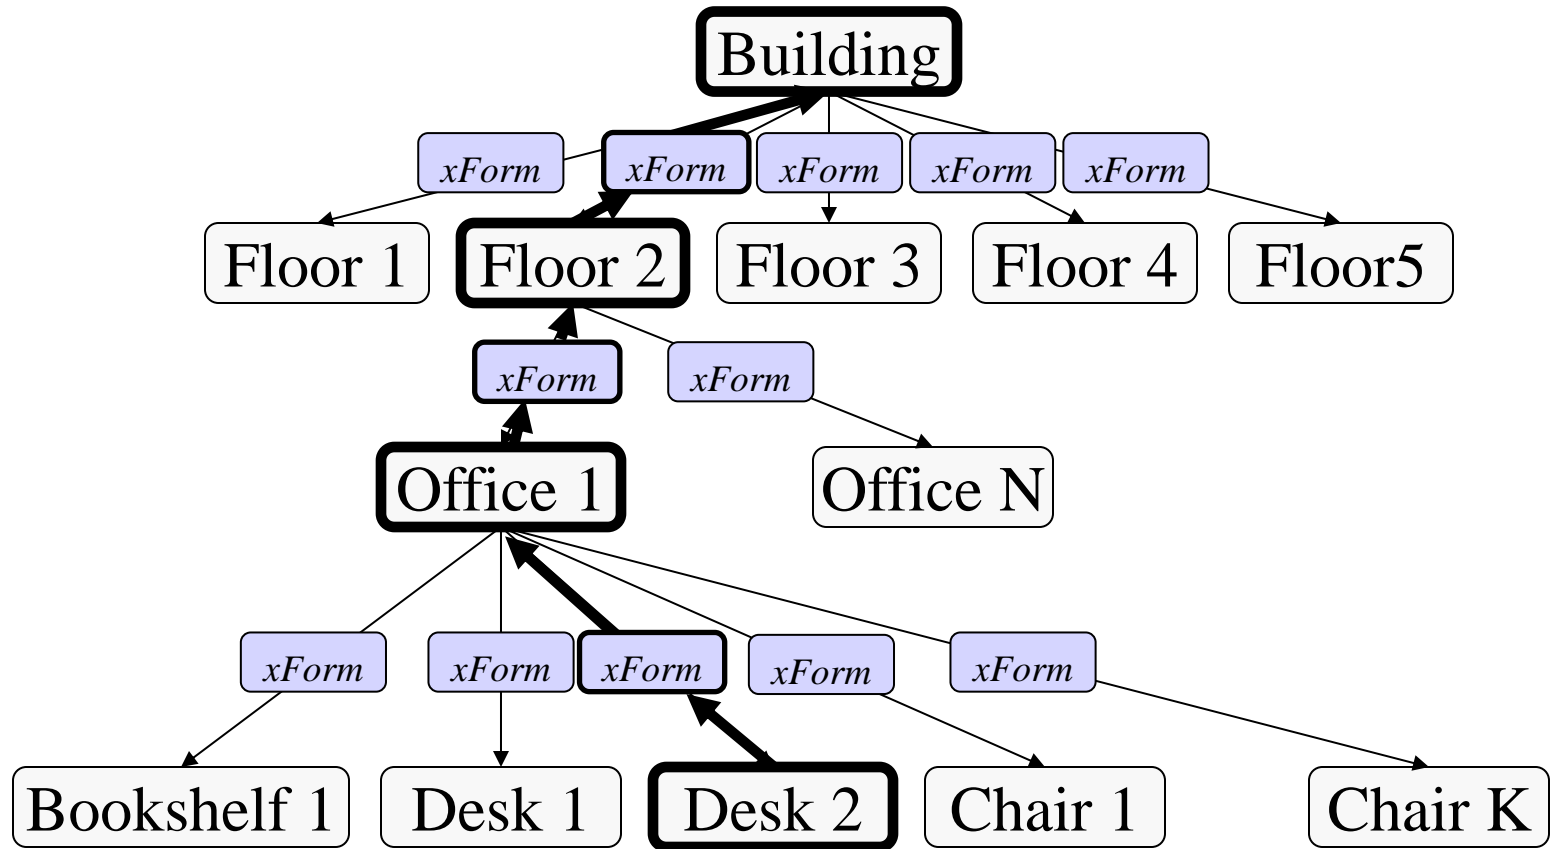 Building
xForm
xForm
xForm
xForm
xForm
Floor 1
Floor 2
Floor 3
Floor 4
Floor5
xForm
xForm
Office 1
Office N
xForm
xForm
xForm
xForm
xForm
Bookshelf 1
Desk 1
Desk 2
Chair 1
Chair K